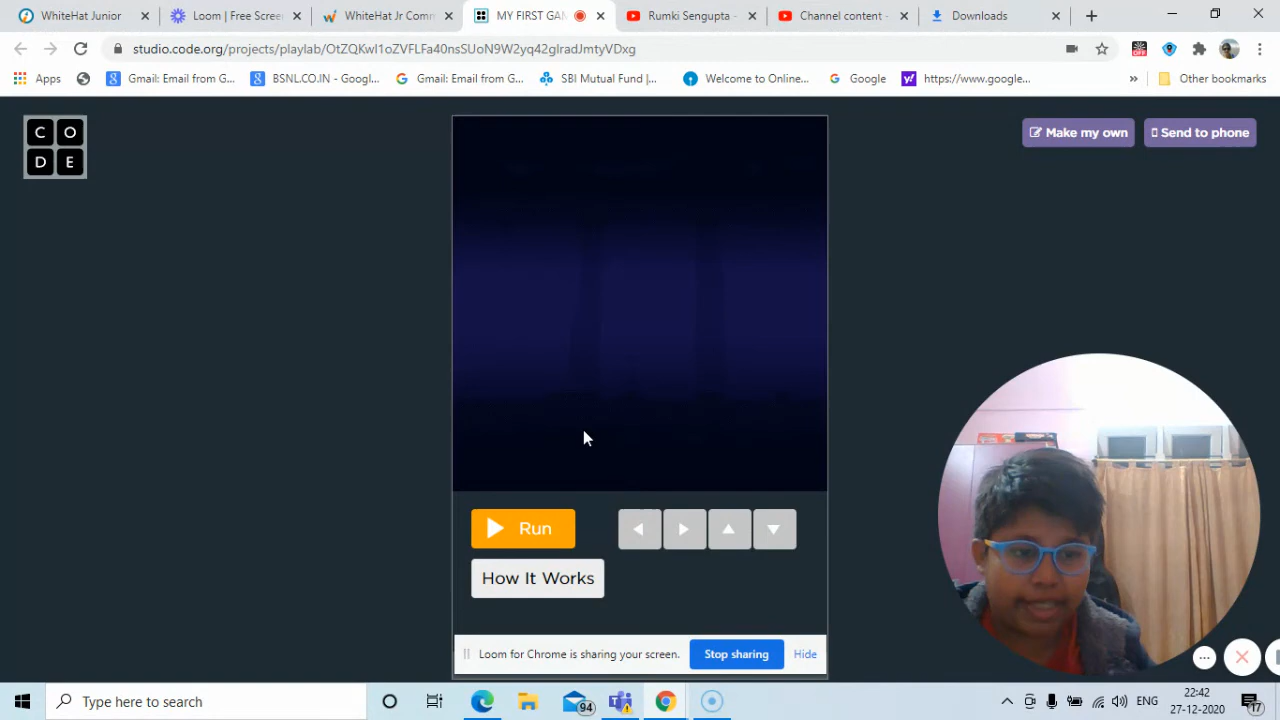 WhiteHat Junior
Loom | Free Screen
WhiteHat Jr Comm
MY FIRST GAM
Rumki Sengupta -
Channel content -
Downloads
studio.code.org/projects/playlab/OtZQKwI1oZVFLFa40nsSUoN9W2yq42glradJmtyVDxg
Apps
Gmail: Email from G...
BSNL.CO.IN - Googl...
Gmail: Email from G...
SBI Mutual Fund |...
Welcome to Online...
Google
https://www.google...
»
Other bookmarks
C O
D E
Make my own
Send to phone
Run
How It Works
Loom for Chrome is sharing your screen.
Stop sharing
Hide
Type here to search
94
ENG
22:42
27-12-2020
17